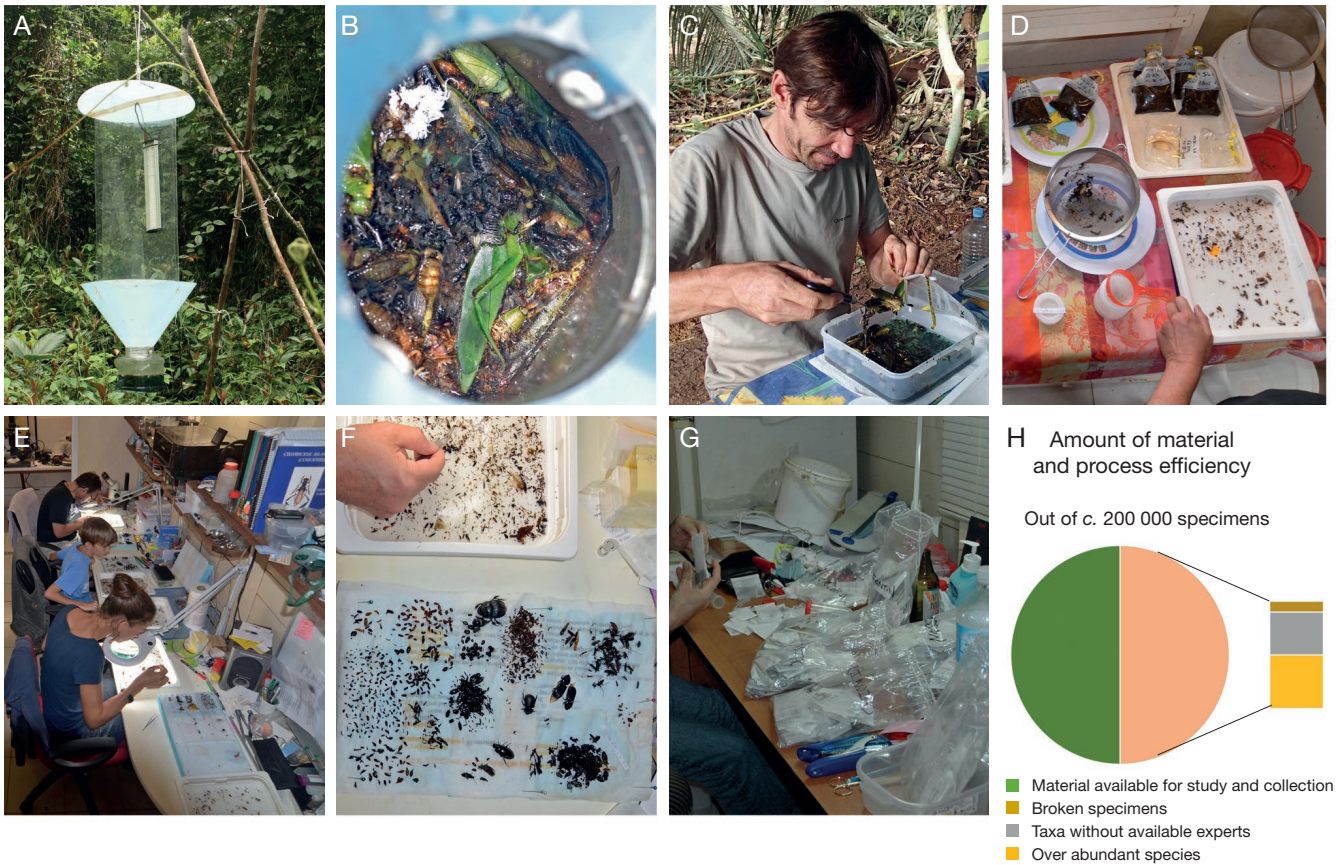 A
B
C
D
E
F
G
H
Amount of material
and process efficiency
Out of c. 200 000 specimens
Material available for study and collection
Broken specimens
Taxa without available experts
Over abundant species